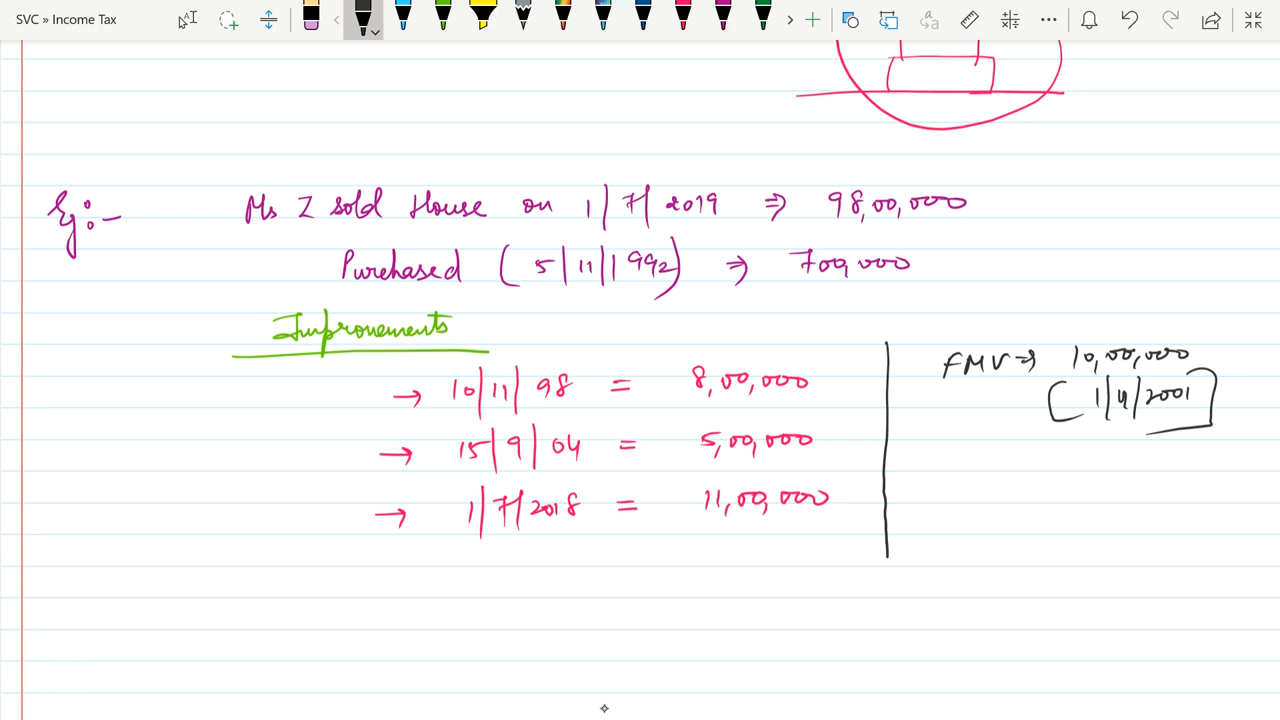 SVC » Income Tax
Eg:-
Ms Z sold House on 1/7/2019 ⇒ 98,00,000
Purchased (5/11/1992) ⇒ 700,000
Improvements
→ 10/11/98 = 8,00,000
→ 15/9/04 = 5,00,000
→ 1/7/2018 = 11,00,000
FMV ⇒ 10,00,000
[1/4/2001]